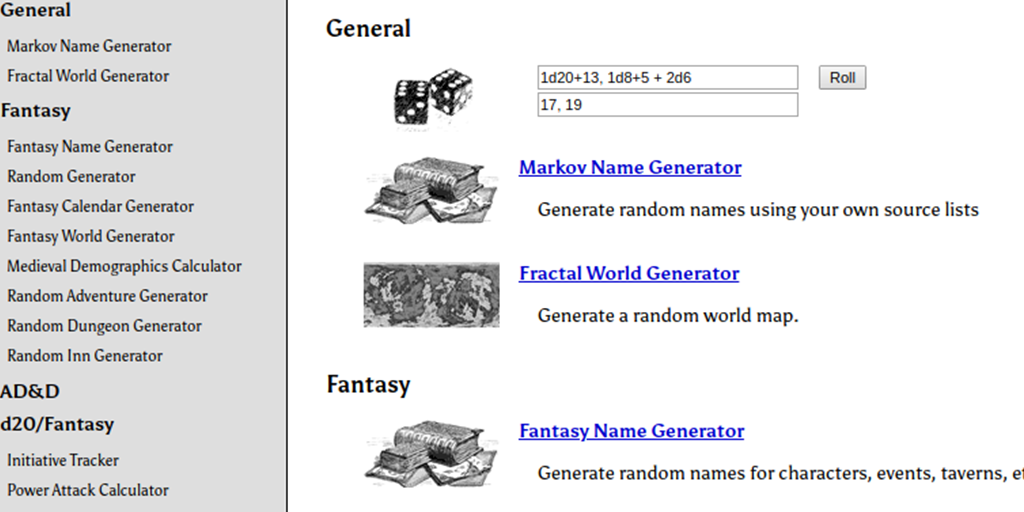 General
Markov Name Generator
Fractal World Generator
Fantasy
Fantasy Name Generator
Random Generator
Fantasy Calendar Generator
Fantasy World Generator
Medieval Demographics Calculator
Random Adventure Generator
Random Dungeon Generator
Random Inn Generator
AD&D
d20/Fantasy
Initiative Tracker
Power Attack Calculator
General
1d20+13, 1d8+5 + 2d6 Roll
17, 19
Markov Name Generator
Generate random names using your own source lists
Fractal World Generator
Generate a random world map.
Fantasy
Fantasy Name Generator
Generate random names for characters, events, taverns,